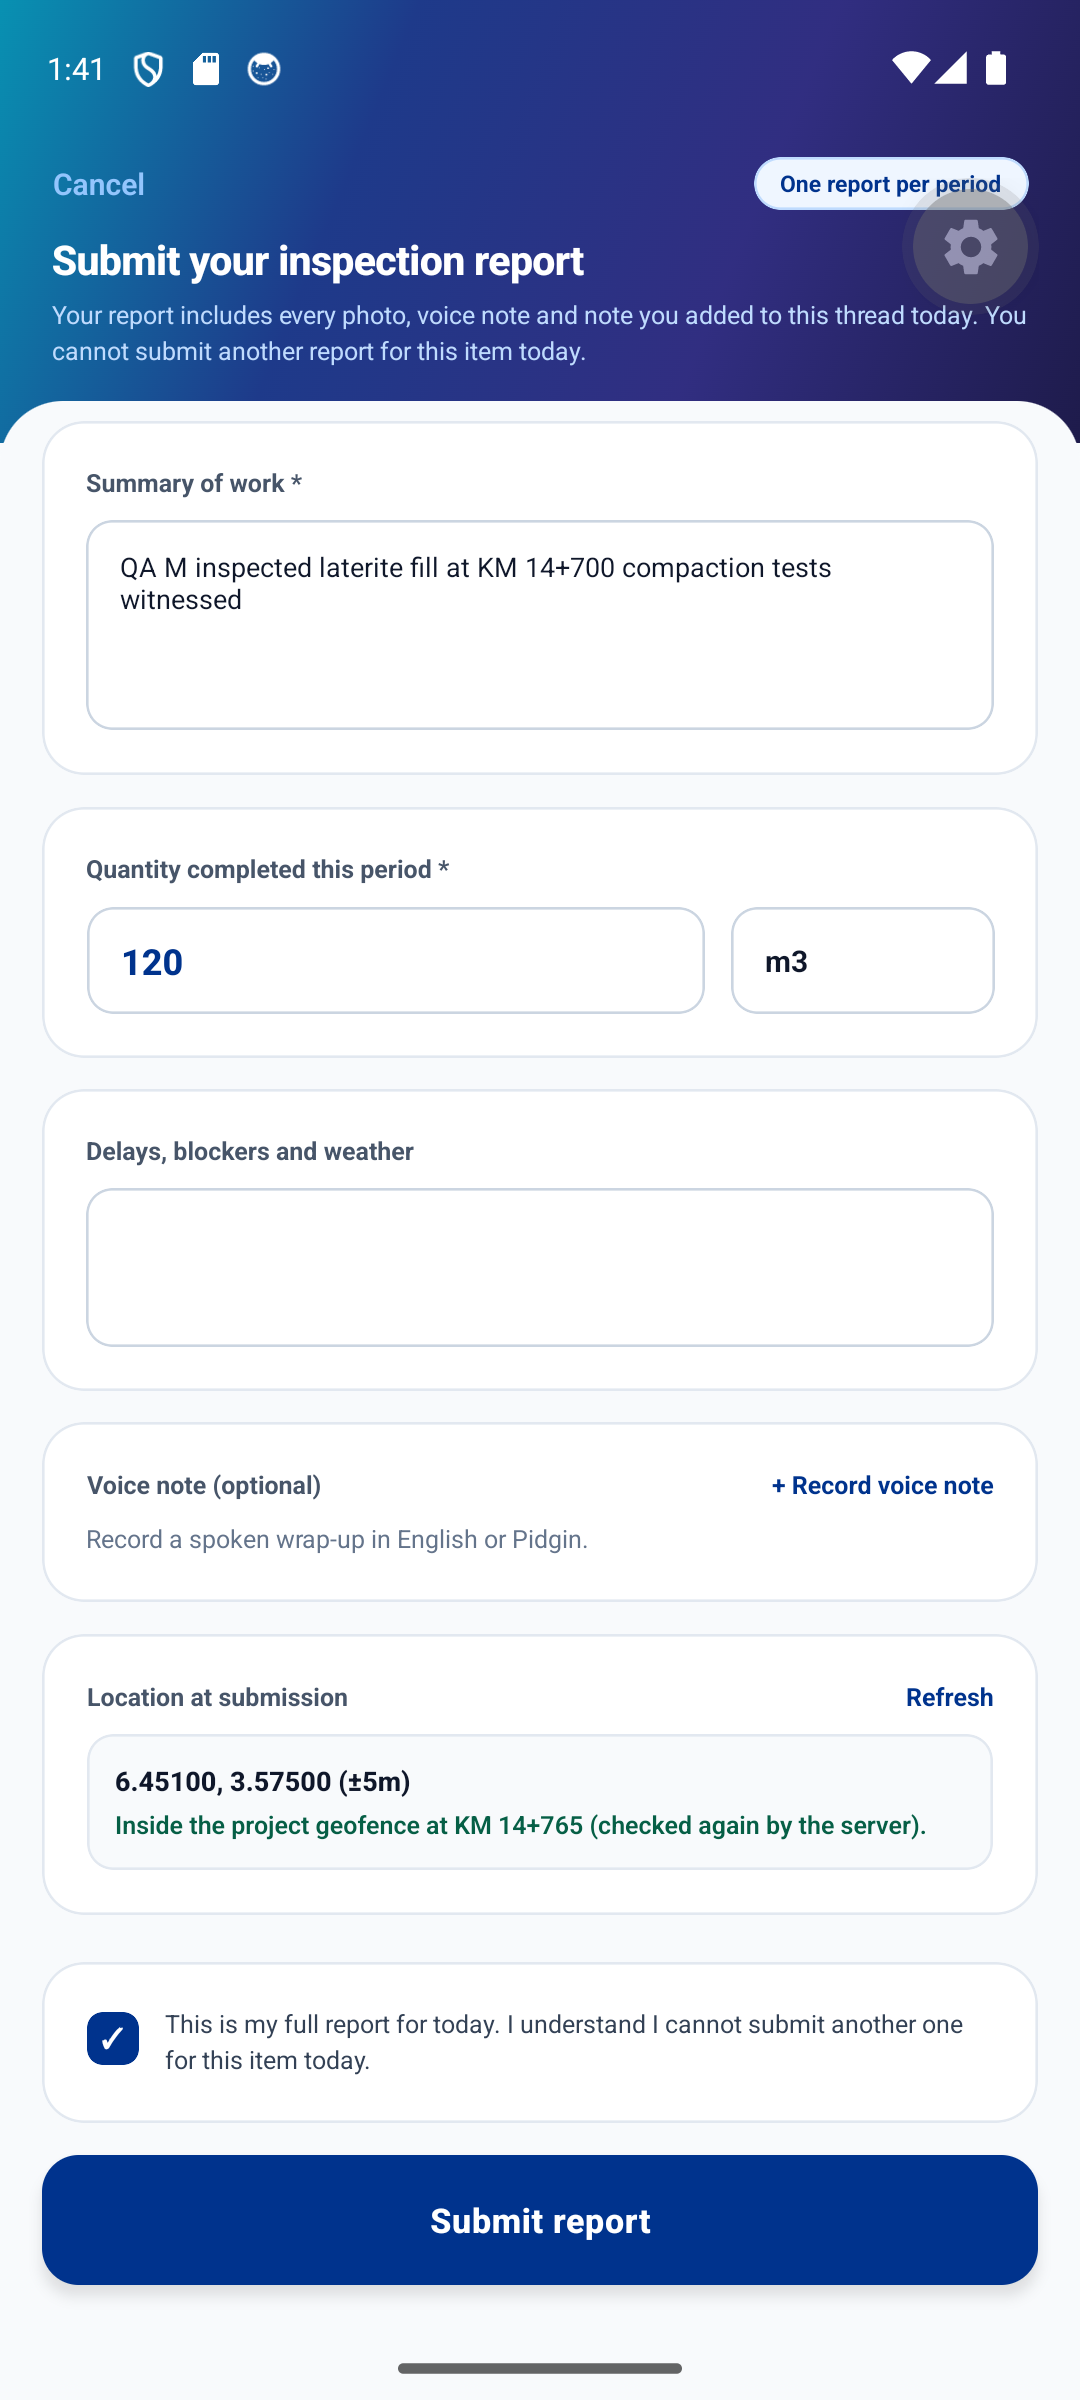 1:41
Cancel
One report per period
Submit your inspection report
Your report includes every photo, voice note and note you added to this thread today. You
cannot submit another report for this item today.
Summary of work *
QA M inspected laterite fill at KM 14+700 compaction tests
witnessed
Quantity completed this period *
120
m3
Delays, blockers and weather
Voice note (optional)
+ Record voice note
Record a spoken wrap-up in English or Pidgin.
Location at submission
Refresh
6.45100, 3.57500 (±5m)
Inside the project geofence at KM 14+765 (checked again by the server).
This is my full report for today. I understand I cannot submit another one
for this item today.
Submit report